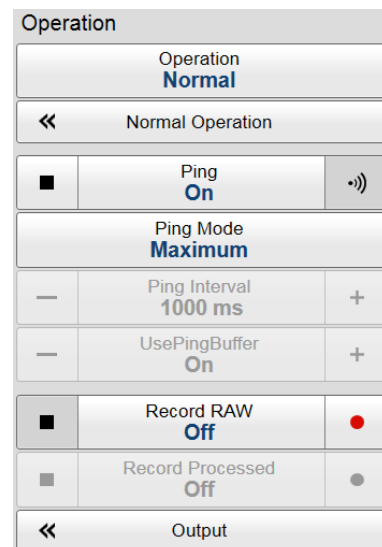 Operation
Operation
Normal
Normal Operation
Ping
On
Ping Mode
Maximum
Ping Interval
1000 ms
UsePingBuffer
On
Record RAW
Off
Record Processed
Off
Output